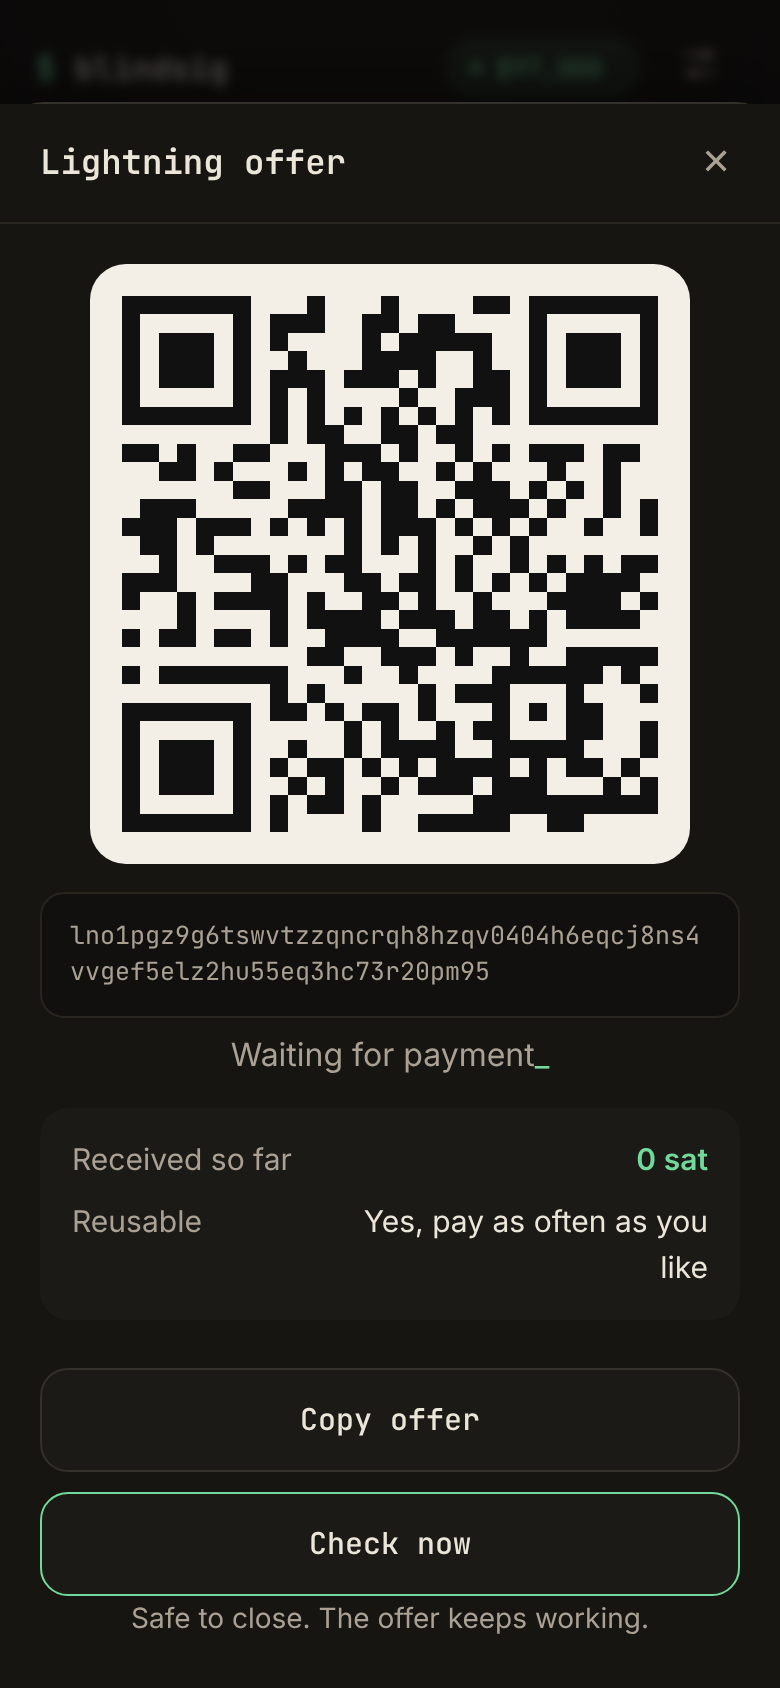 blindsig
Lightning offer
lno1pgz9g6tswvtzzqncrqh8hzqv0404h6eqcj8ns4
vvgef5elz2hu55eq3hc73r20pm95
Waiting for payment_
Received so far
0 sat
Reusable
Yes, pay as often as you
like
Copy offer
Check now
Safe to close. The offer keeps working.